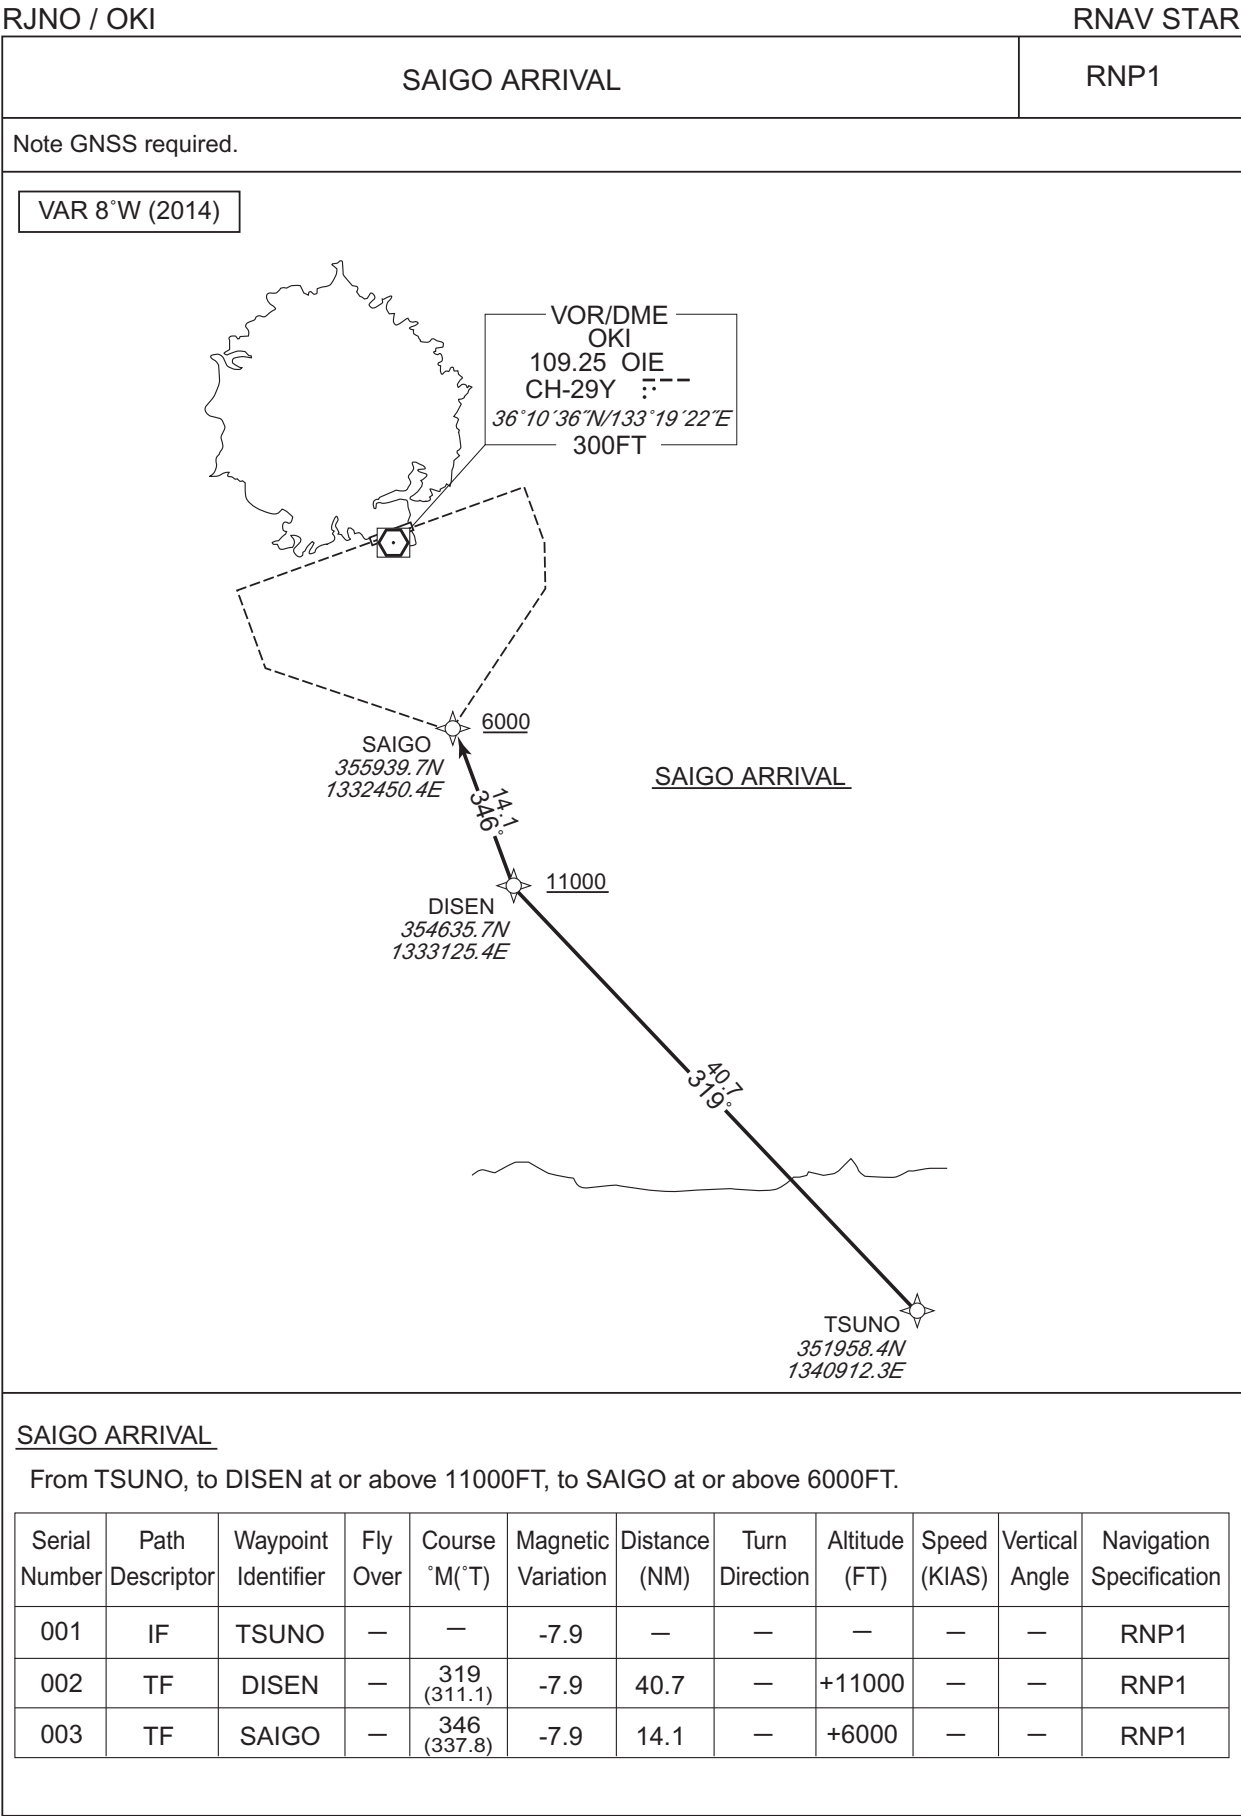 RJNO / OKI
RNAV STAR
SAIGO ARRIVAL
RNP1
Note GNSS required.
VAR 8˚W (2014)
VOR/DME
OKI
109.25 OIE
CH-29Y
36˚10´36˝N/133˚19´22˝E
300FT
6000
SAIGO
355939.7N
1332450.4E
SAIGO ARRIVAL
14.1
346˚
11000
DISEN
354635.7N
1333125.4E
40.7
319˚
TSUNO
351958.4N
1340912.3E
SAIGO ARRIVAL
From TSUNO, to DISEN at or above 11000FT, to SAIGO at or above 6000FT.
Serial Number Path Descriptor Waypoint Identifier Fly Over Course ˚M(˚T) Magnetic Variation Distance (NM) Turn Direction Altitude (FT) Speed (KIAS) Vertical Angle Navigation Specification
001 IF TSUNO — — -7.9 — — — — — RNP1
002 TF DISEN — 319 (311.1) -7.9 40.7 — +11000 — — RNP1
003 TF SAIGO — 346 (337.8) -7.9 14.1 — +6000 — — RNP1